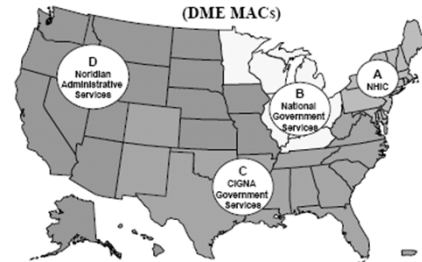 (DME MACs)
D
Noridian
Administrative
Services
A
NHIC
B
National
Government
Services
C
CIGNA
Government
Services